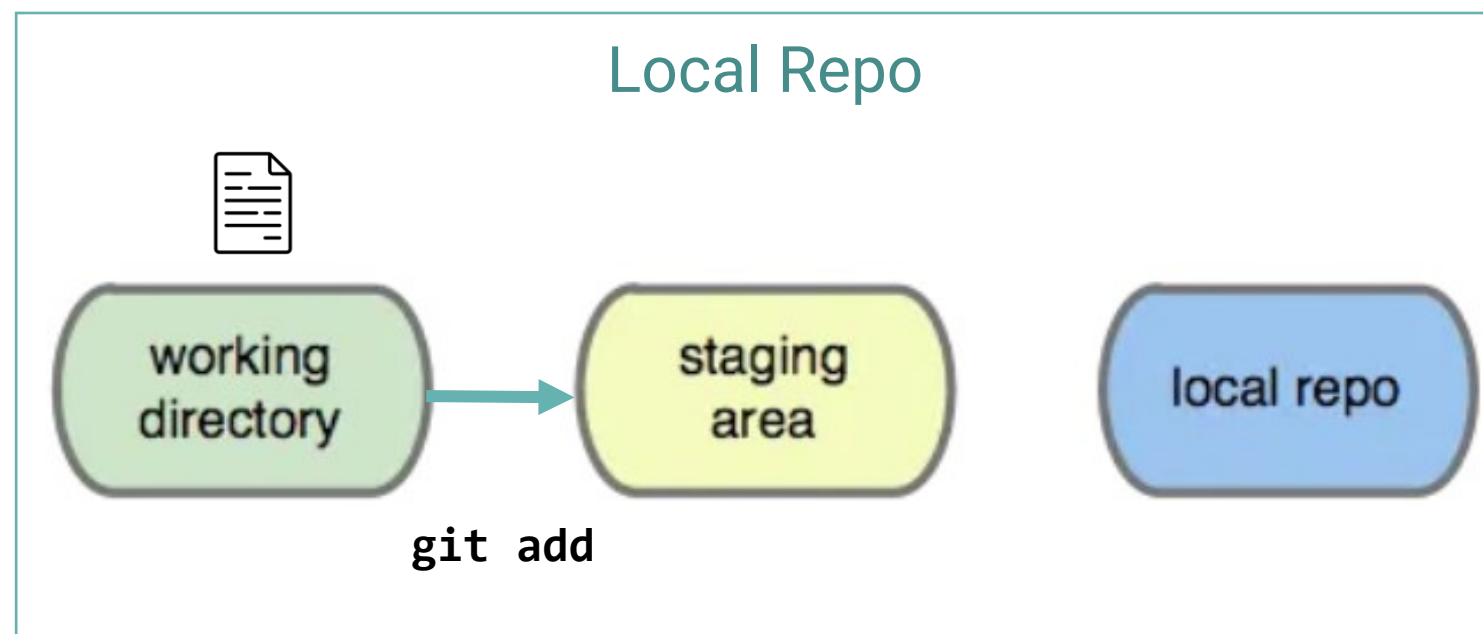 Local Repo
working
directory
staging
area
local repo
git add